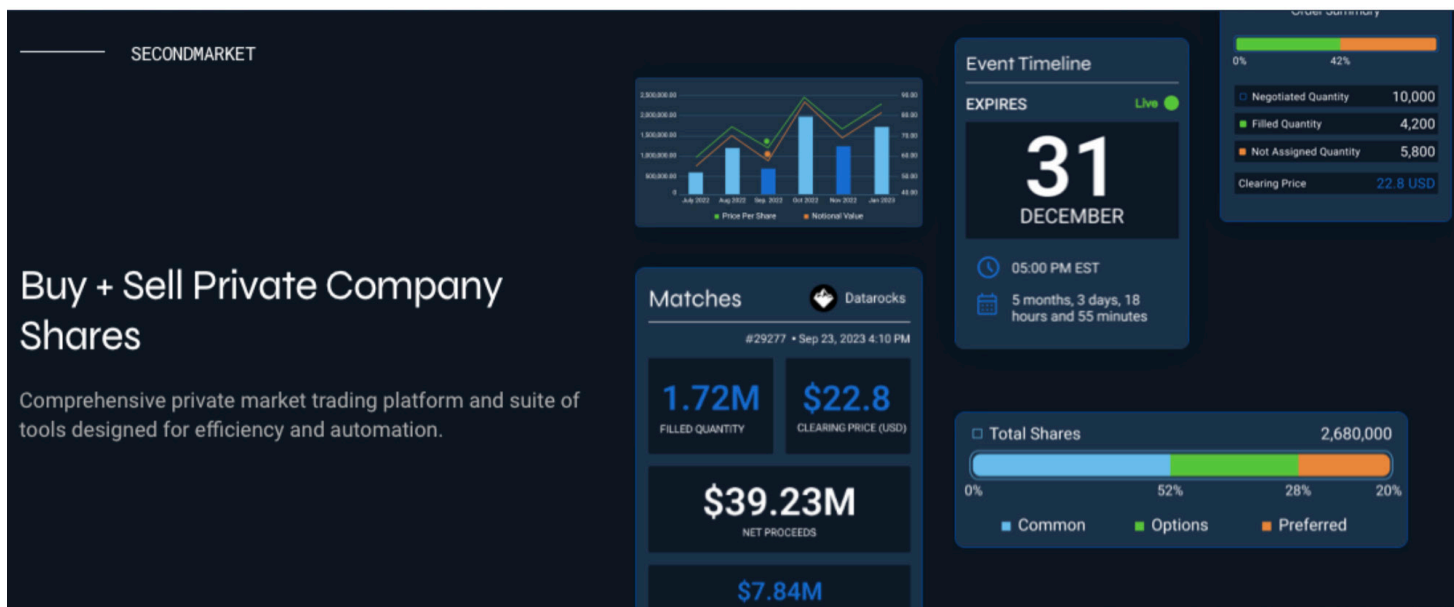 SECONDMARKET
Buy + Sell Private Company
Shares
Comprehensive private market trading platform and suite of
tools designed for efficiency and automation.
2,500,000.00
2,000,000.00
1,500,000.00
1,000,000.00
500,000.00
0
90.00
80.00
70.00
60.00
50.00
40.00
July 2022 Aug 2022 Sep 2022 Oct 2022 Nov 2022 Jan 2023
Price Per Share Notional Value
Matches Datarocks
#29277 • Sep 23, 2023 4:10 PM
1.72M $22.8
FILLED QUANTITY CLEARING PRICE (USD)
$39.23M
NET PROCEEDS
$7.84M
Event Timeline
EXPIRES Live
31
DECEMBER
05:00 PM EST
5 months, 3 days, 18
hours and 55 minutes
Order Summary
0% 42%
Negotiated Quantity 10,000
Filled Quantity 4,200
Not Assigned Quantity 5,800
Clearing Price 22.8 USD
Total Shares 2,680,000
0% 52% 28% 20%
Common Options Preferred